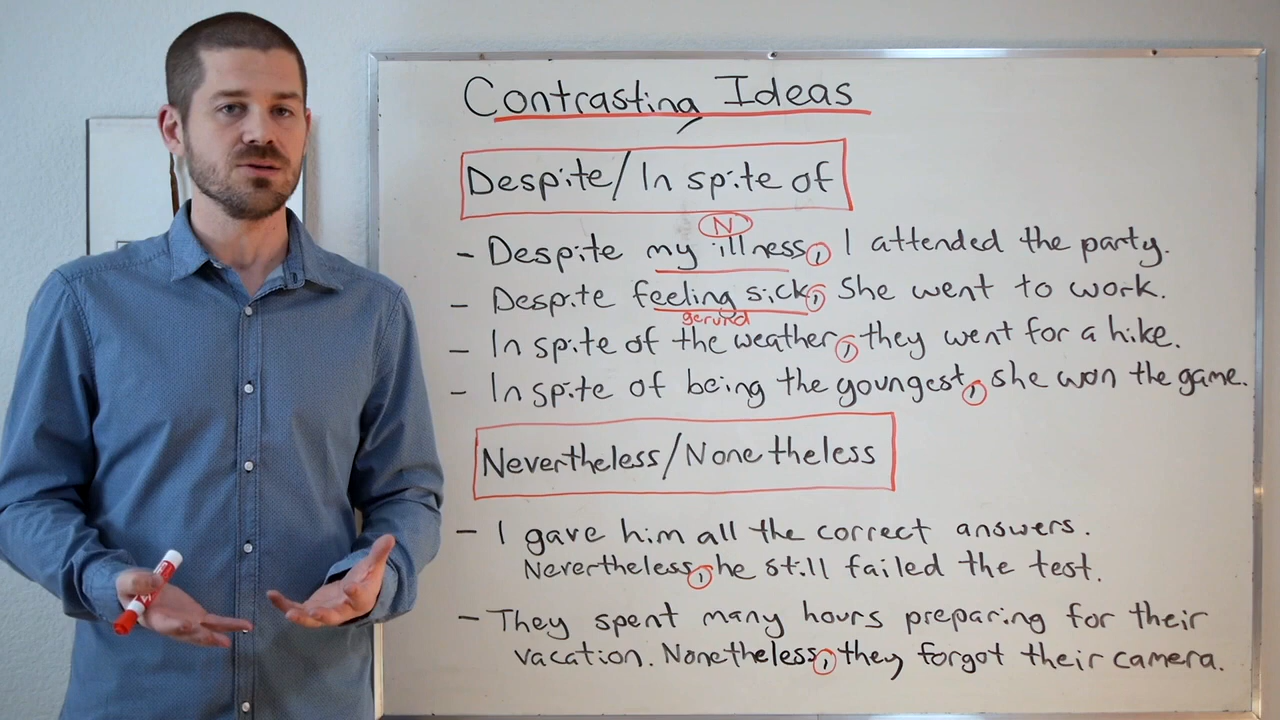 Contrasting Ideas
Despite/In spite of
N
- Despite my illness, I attended the party.
- Despite feeling sick, she went to work.
gerund
- In spite of the weather, they went for a hike.
- In spite of being the youngest, she won the game.
Nevertheless/Nonetheless
- I gave him all the correct answers.
Nevertheless, he still failed the test.
- They spent many hours preparing for their
vacation. Nonetheless, they forgot their camera.